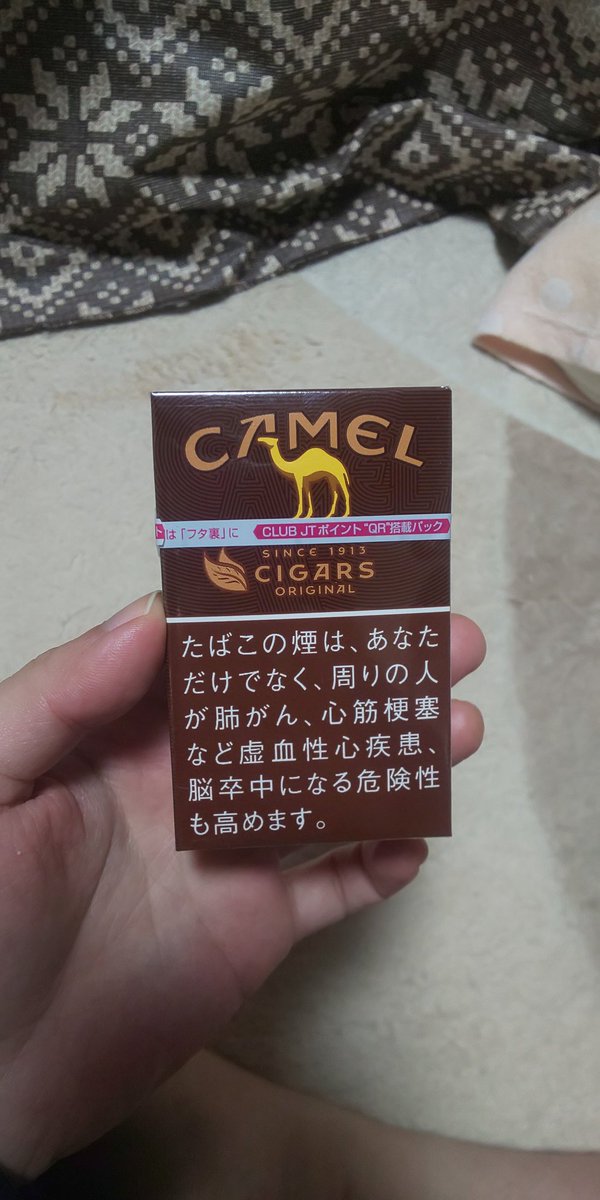 CAMEL
ト は「フタ裏」に CLUB JTポイント“QR”搭載パック
SINCE 1913
CIGARS
ORIGINAL
たばこの煙は、あなた
だけでなく、周りの人
が肺がん、心筋梗塞
など虚血性心疾患、
脳卒中になる危険性
も高めます。